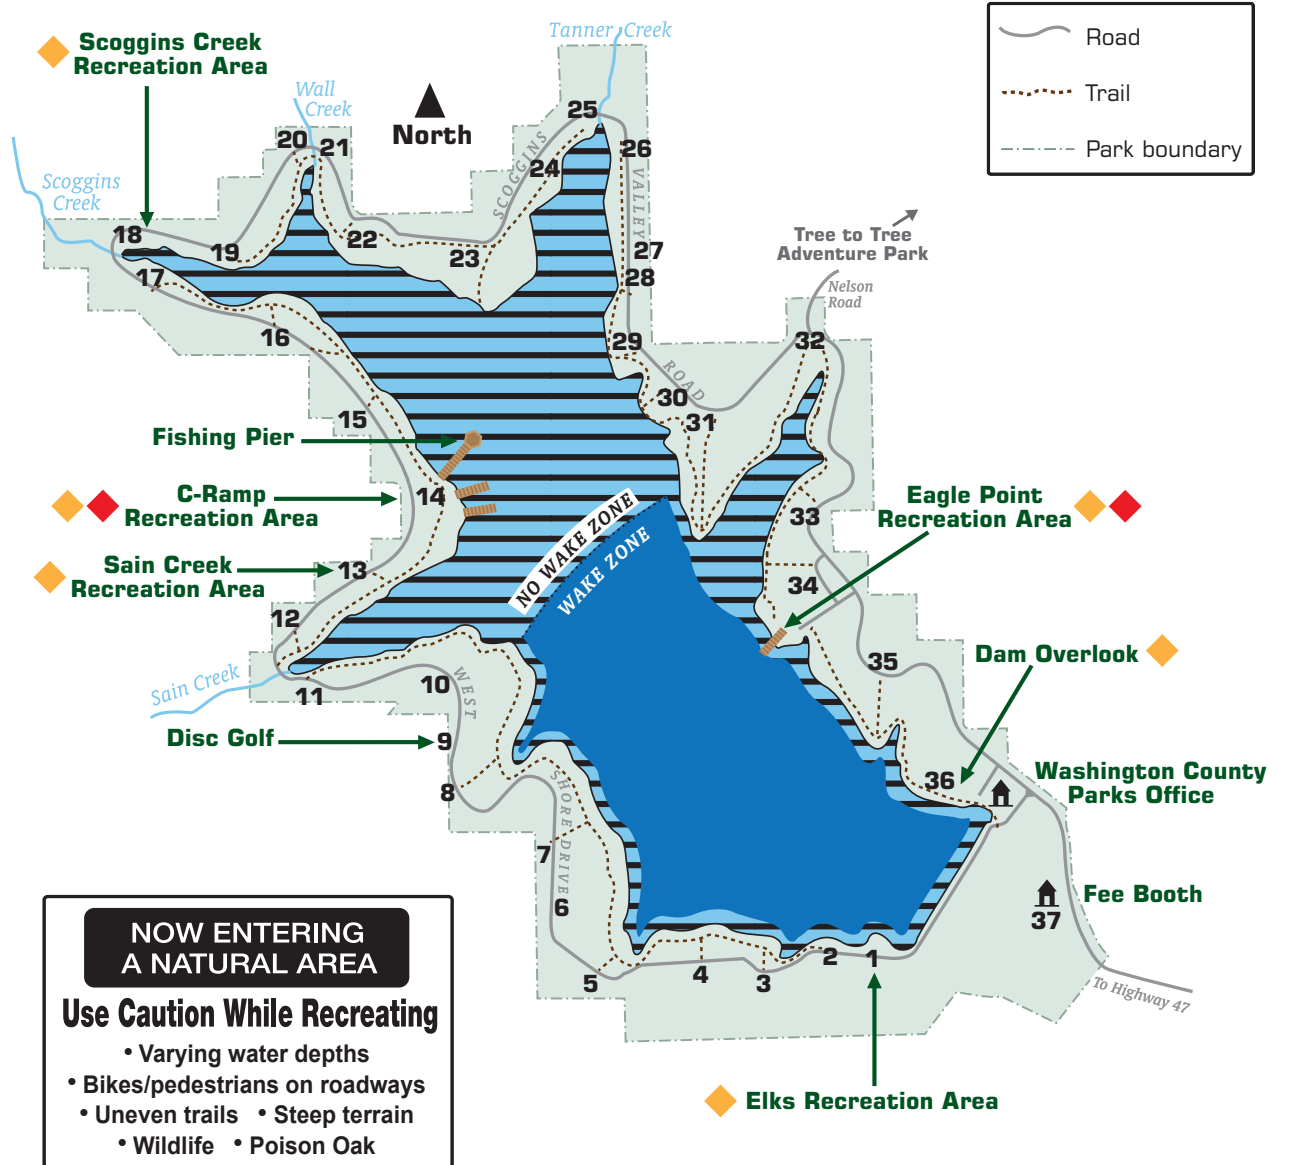 Tanner Creek
Road
Trail
Park boundary
Scoggins Creek
Recreation Area
Wall
Creek
North
25
20
21
26
24
SCOGGINS
VALLEY
ROAD
Scoggins
Creek
18
19
22
23
27
28
17
Tree to Tree
Adventure Park
Nelson
Road
16
29
32
30
31
15
Fishing Pier
C-Ramp
Recreation Area
14
NO WAKE ZONE
WAKE ZONE
Eagle Point
Recreation Area
33
Sain Creek
Recreation Area
13
34
12
Sain Creek
11
10
WEST
SHORE DRIVE
35
Dam Overlook
Disc Golf
9
8
36
Washington County
Parks Office
7
6
Fee Booth
37
5
4
3
2
1
To Highway 47
Elks Recreation Area
NOW ENTERING
A NATURAL AREA
Use Caution While Recreating
• Varying water depths
• Bikes/pedestrians on roadways
• Uneven trails • Steep terrain
• Wildlife • Poison Oak